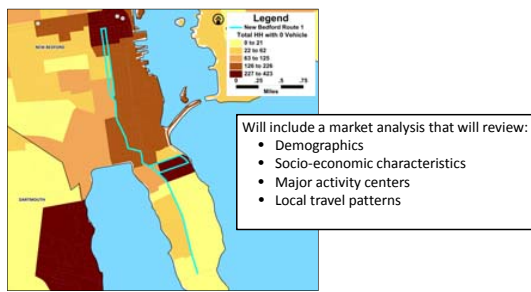 Legend
New Bedford Route 1
Total HH with 0 Vehicle
0 to 21
22 to 62
63 to 125
126 to 226
227 to 423
0 .25 .5 .75
Miles
NEW BEDFORD
DARTMOUTH
Will include a market analysis that will review:
• Demographics
• Socio-economic characteristics
• Major activity centers
• Local travel patterns